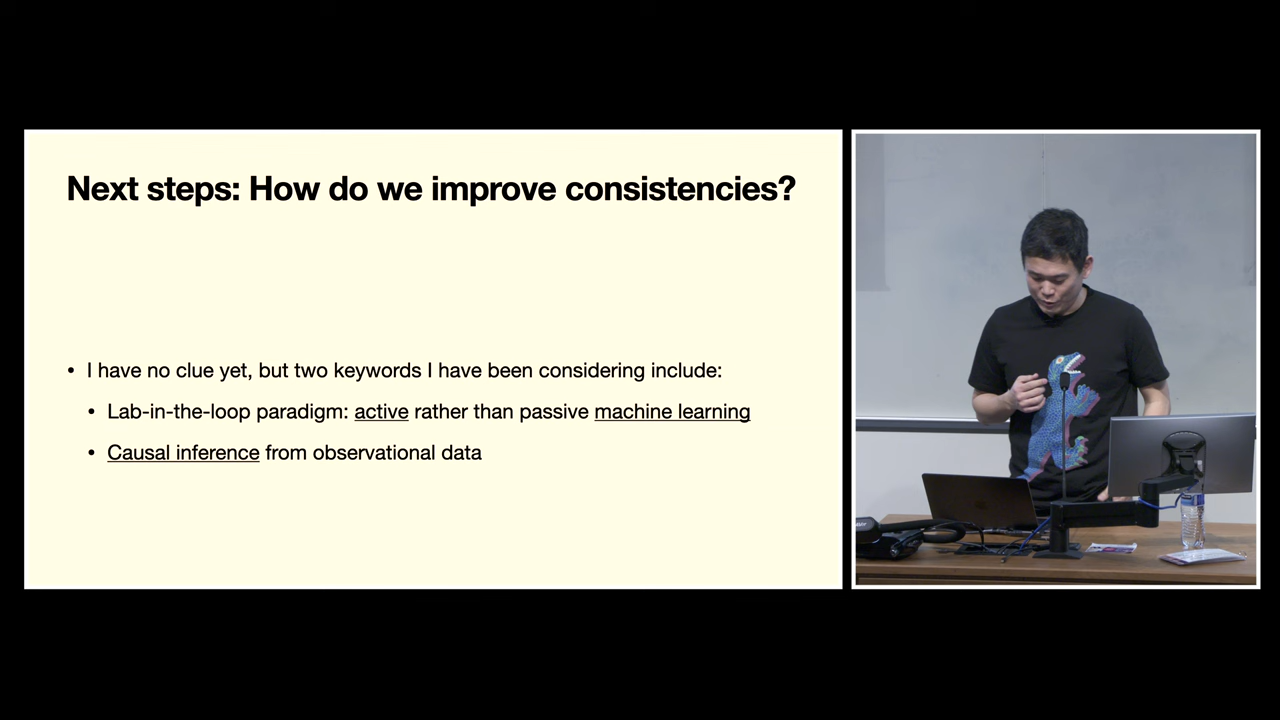 Next steps: How do we improve consistencies?
• I have no clue yet, but two keywords I have been considering include:
• Lab-in-the-loop paradigm: active rather than passive machine learning
• Causal inference from observational data